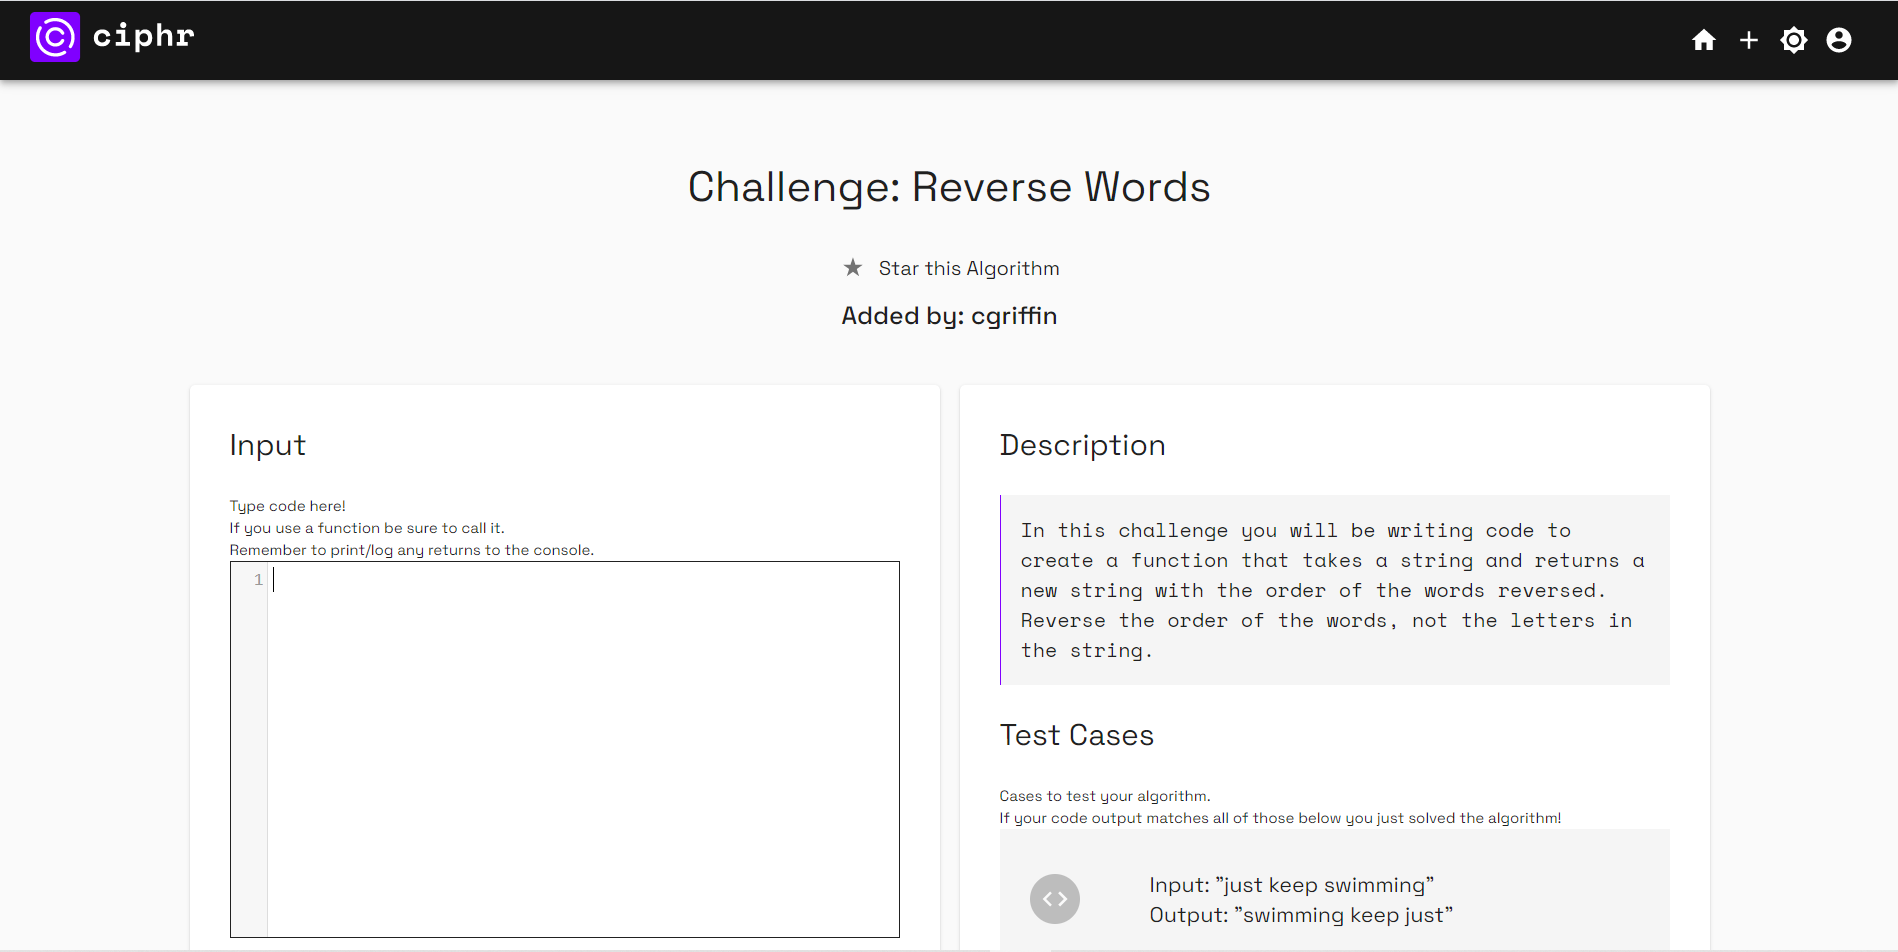 ciphr
Challenge: Reverse Words
★ Star this Algorithm
Added by: cgriffin
Input
Type code here!
If you use a function be sure to call it.
Remember to print/log any returns to the console.
1
Description
In this challenge you will be writing code to
create a function that takes a string and returns a
new string with the order of the words reversed.
Reverse the order of the words, not the letters in
the string.
Test Cases
Cases to test your algorithm.
If your code output matches all of those below you just solved the algorithm!
Input: ”just keep swimming”
Output: ”swimming keep just”